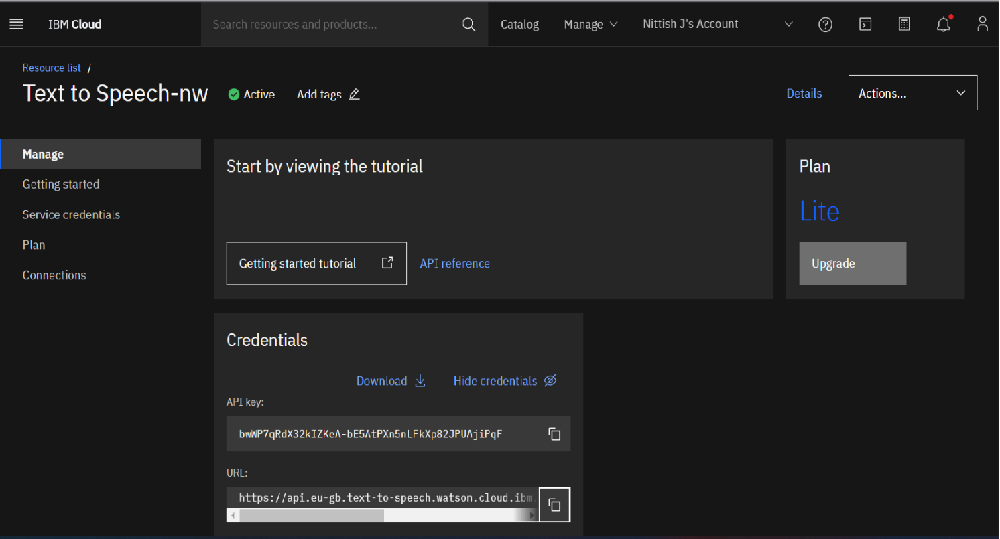 IBM Cloud
Search resources and products...
Catalog
Manage
Nittish J's Account
Resource list /
Text to Speech-nw
Active
Add tags
Details
Actions...
Manage
Getting started
Service credentials
Plan
Connections
Start by viewing the tutorial
Getting started tutorial
API reference
Plan
Lite
Upgrade
Credentials
Download
Hide credentials
API key:
bwWP7qRdX32kIZKeA-bE5AtPXn5nLFkXp82JPUAjiPqF
URL:
https://api.eu-gb.text-to-speech.watson.cloud.ibm.